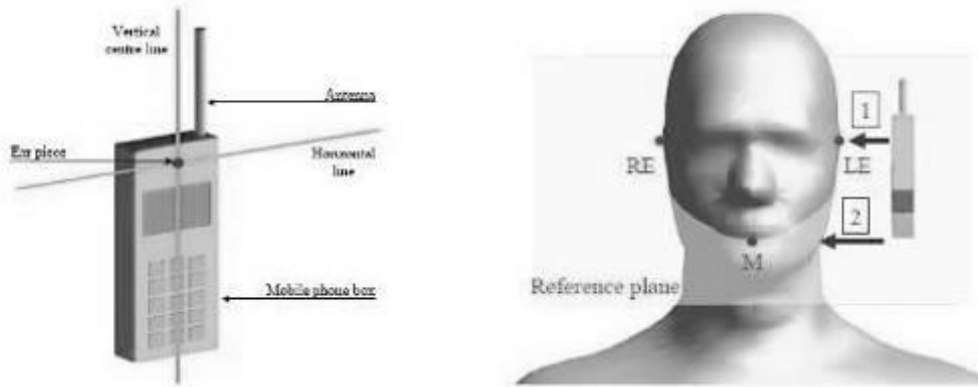 Vertical
centre line
Antenna
Ear piece
Horizontal
line
Mobile phone box
1
RE
LE
2
M
Reference plane